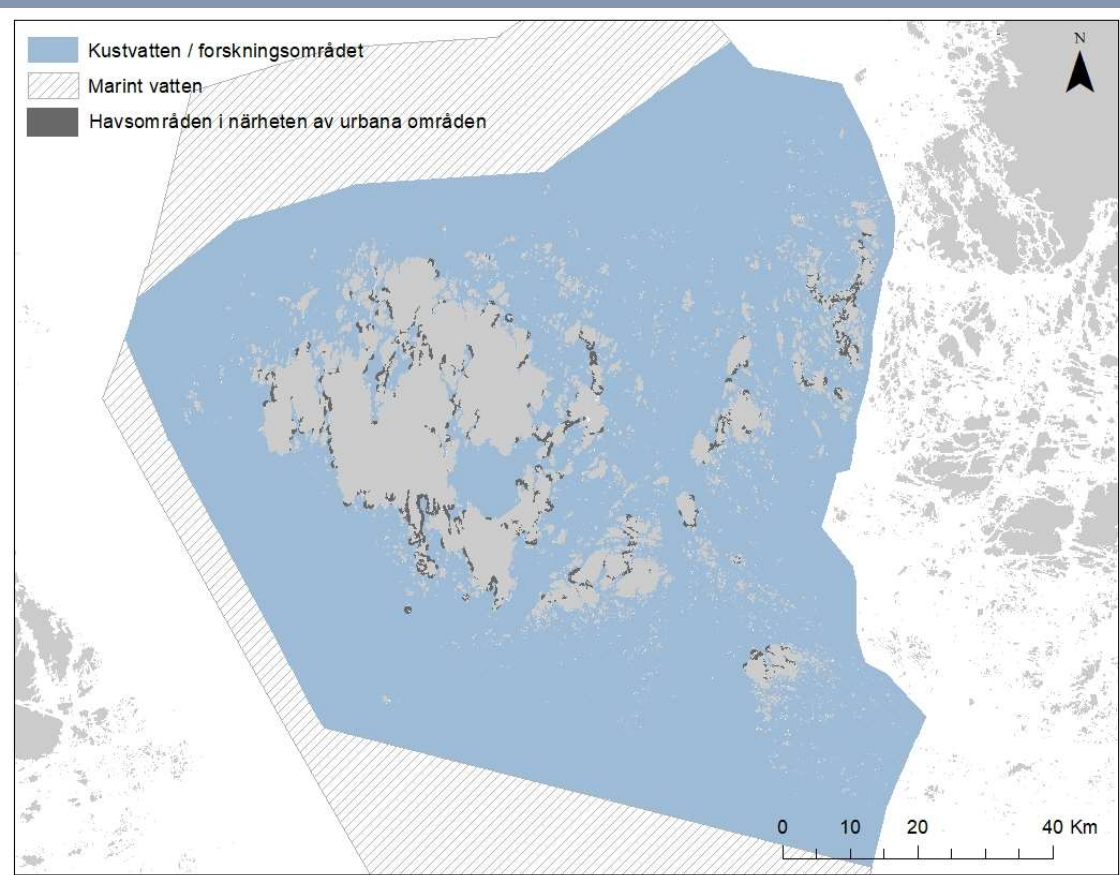 Kustvatten / forskningsområdet
Marint vatten
Havsområden i närheten av urbana områden
N
0 10 20 40 Km